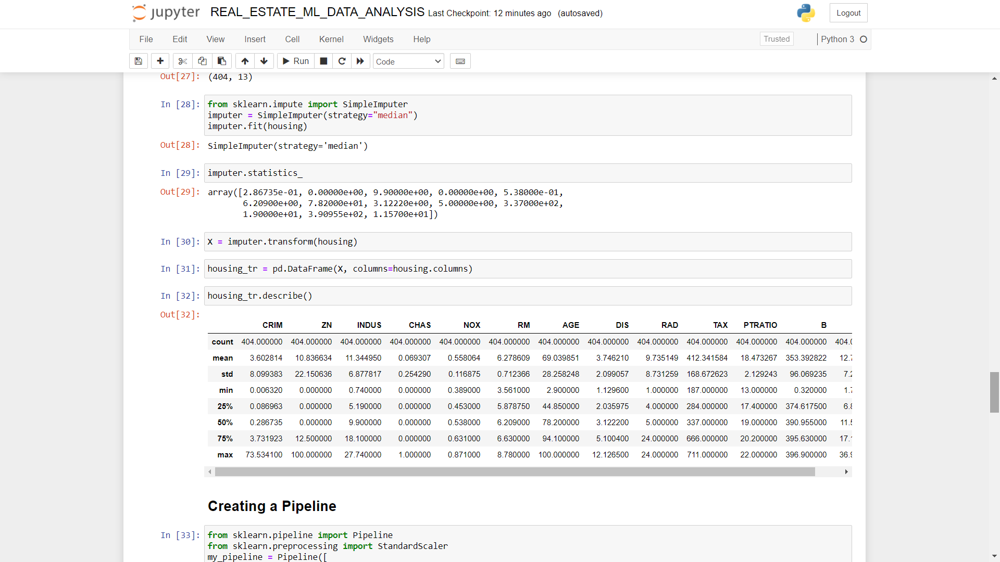 jupyter REAL_ESTATE_ML_DATA_ANALYSIS Last Checkpoint: 12 minutes ago (autosaved)
Logout
File Edit View Insert Cell Kernel Widgets Help
Trusted Python 3
Run Code
Out[27]: (404, 13)
In [28]: from sklearn.impute import SimpleImputer
imputer = SimpleImputer(strategy="median")
imputer.fit(housing)
Out[28]: SimpleImputer(strategy='median')
In [29]: imputer.statistics_
Out[29]: array([2.86735e-01, 0.00000e+00, 9.90000e+00, 0.00000e+00, 5.38000e-01,
6.20900e+00, 7.82000e+01, 3.12220e+00, 5.00000e+00, 3.37000e+02,
1.90000e+01, 3.90955e+02, 1.15700e+01])
In [30]: X = imputer.transform(housing)
In [31]: housing_tr = pd.DataFrame(X, columns=housing.columns)
In [32]: housing_tr.describe()
Out[32]:
CRIM ZN INDUS CHAS NOX RM AGE DIS RAD TAX PTRATIO B
count 404.000000 404.000000 404.000000 404.000000 404.000000 404.000000 404.000000 404.000000 404.000000 404.000000 404.000000 404.000000 404.0
mean 3.602814 10.836634 11.344950 0.069307 0.558064 6.278609 69.039851 3.746210 9.735149 412.341584 18.473267 353.392822 12.7
std 8.099383 22.150636 6.877817 0.254290 0.116875 0.712366 28.258248 2.099057 8.731259 168.672623 2.129243 96.069235 7.2
min 0.006320 0.000000 0.740000 0.000000 0.389000 3.561000 2.900000 1.129600 1.000000 187.000000 13.000000 0.320000 1.7
25% 0.086963 0.000000 5.190000 0.000000 0.453000 5.878750 44.850000 2.035975 4.000000 284.000000 17.400000 374.617500 6.8
50% 0.286735 0.000000 9.900000 0.000000 0.538000 6.209000 78.200000 3.122200 5.000000 337.000000 19.000000 390.955000 11.5
75% 3.731923 12.500000 18.100000 0.000000 0.631000 6.630000 94.100000 5.100400 24.000000 666.000000 20.200000 395.630000 17.1
max 73.534100 100.000000 27.740000 1.000000 0.871000 8.780000 100.000000 12.126500 24.000000 711.000000 22.000000 396.900000 36.9
Creating a Pipeline
In [33]: from sklearn.pipeline import Pipeline
from sklearn.preprocessing import StandardScaler
my_pipeline = Pipeline([